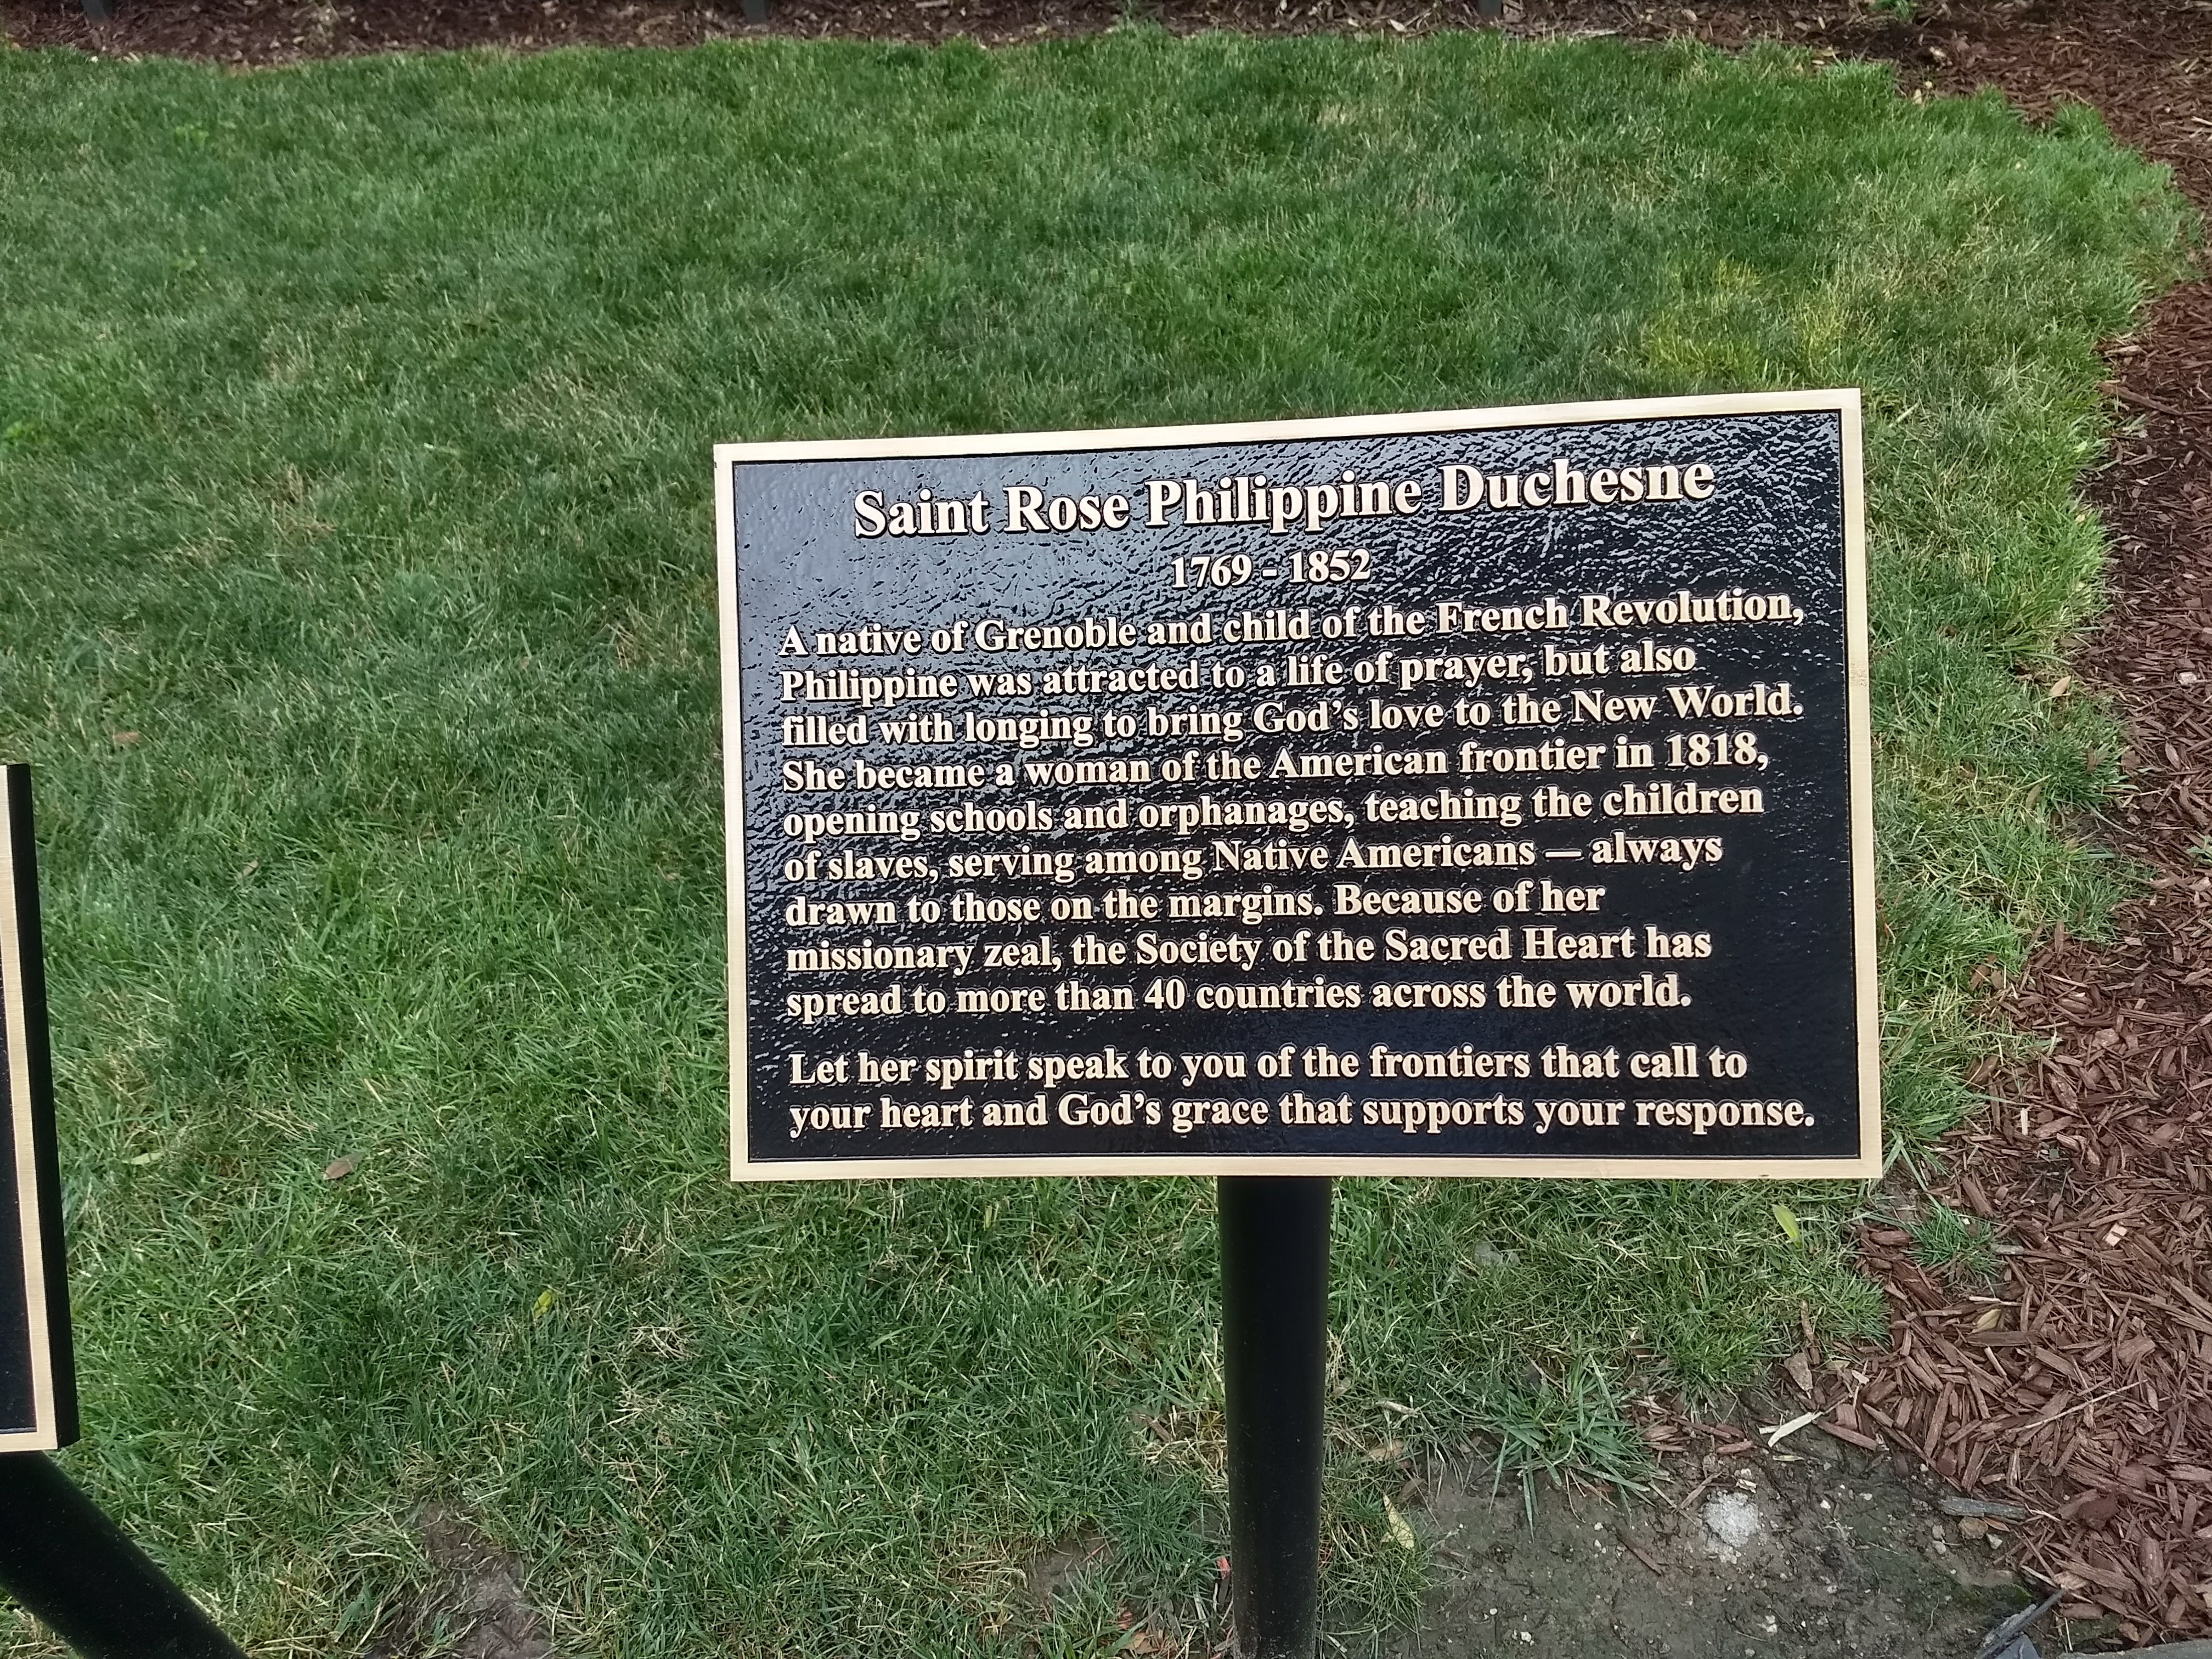 Saint Rose Philippine Duchesne
1769 - 1852
A native of Grenoble and child of the French Revolution,
Philippine was attracted to a life of prayer, but also
filled with longing to bring God's love to the New World.
She became a woman of the American frontier in 1818,
opening schools and orphanages, teaching the children
of slaves, serving among Native Americans — always
drawn to those on the margins. Because of her
missionary zeal, the Society of the Sacred Heart has
spread to more than 40 countries across the world.
Let her spirit speak to you of the frontiers that call to
your heart and God's grace that supports your response.